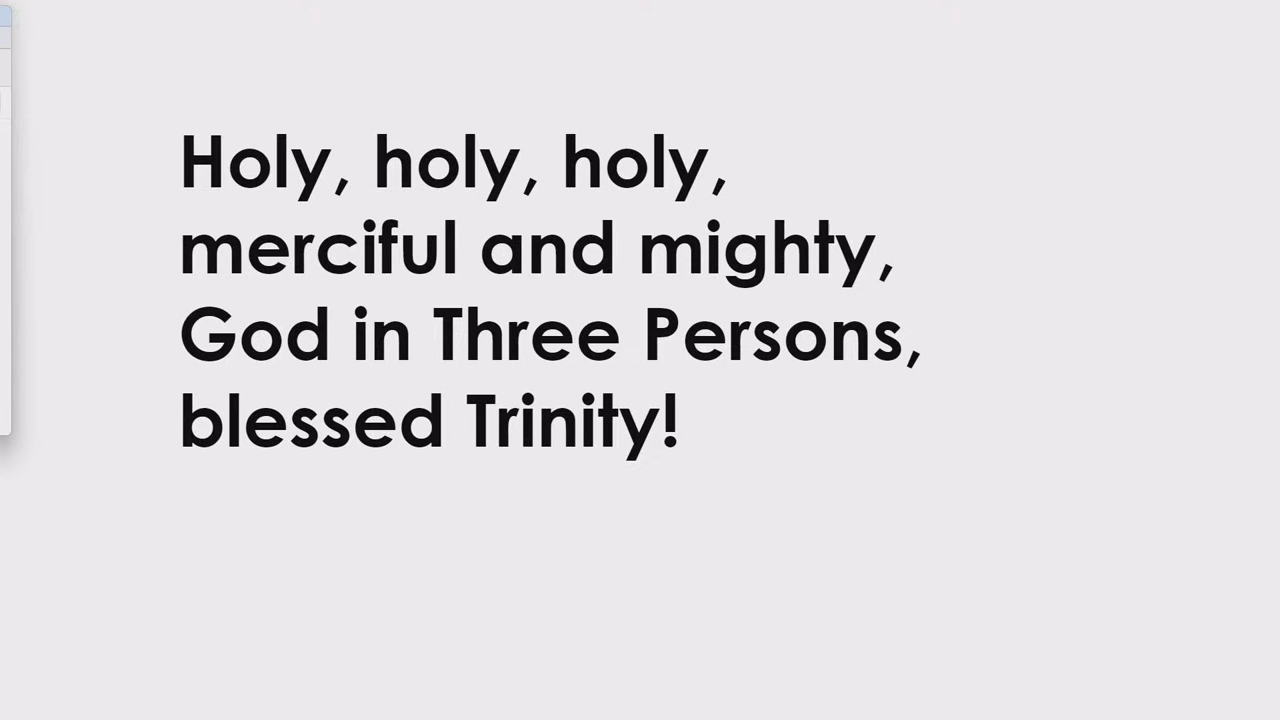 Holy, holy, holy,
merciful and mighty,
God in Three Persons,
blessed Trinity!